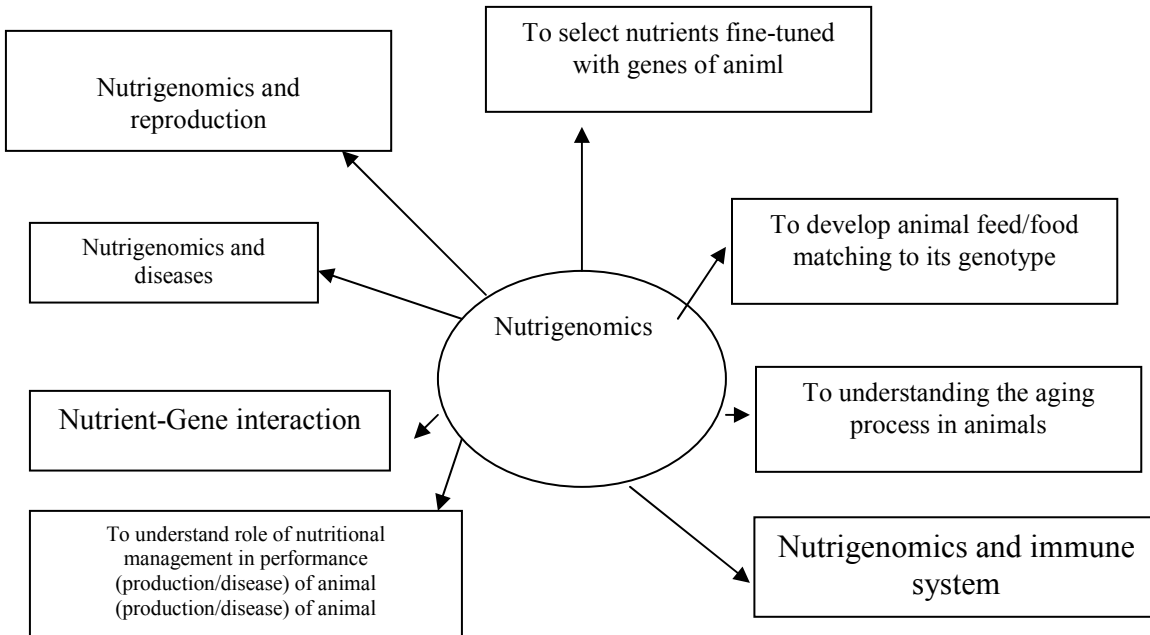 To select nutrients fine-tuned
with genes of animl
Nutrigenomics and
reproduction
To develop animal feed/food
matching to its genotype
Nutrigenomics and
diseases
Nutrigenomics
To understanding the aging
process in animals
Nutrient-Gene interaction
To understand role of nutritional
management in performance
(production/disease) of animal
(production/disease) of animal
Nutrigenomics and immune
system